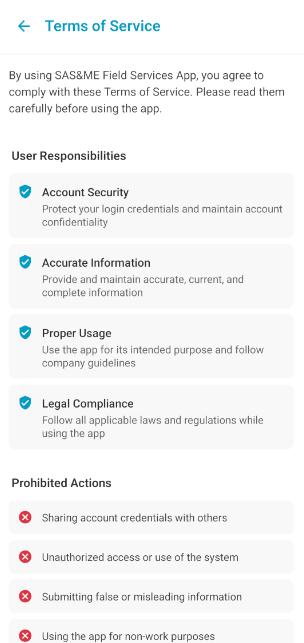 Terms of Service
By using SAS&ME Field Services App, you agree to
comply with these Terms of Service. Please read them
carefully before using the app.
User Responsibilities
Account Security
Protect your login credentials and maintain account
confidentiality
Accurate Information
Provide and maintain accurate, current, and
complete information
Proper Usage
Use the app for its intended purpose and follow
company guidelines
Legal Compliance
Follow all applicable laws and regulations while
using the app
Prohibited Actions
Sharing account credentials with others
Unauthorized access or use of the system
Submitting false or misleading information
Using the app for non-work purposes